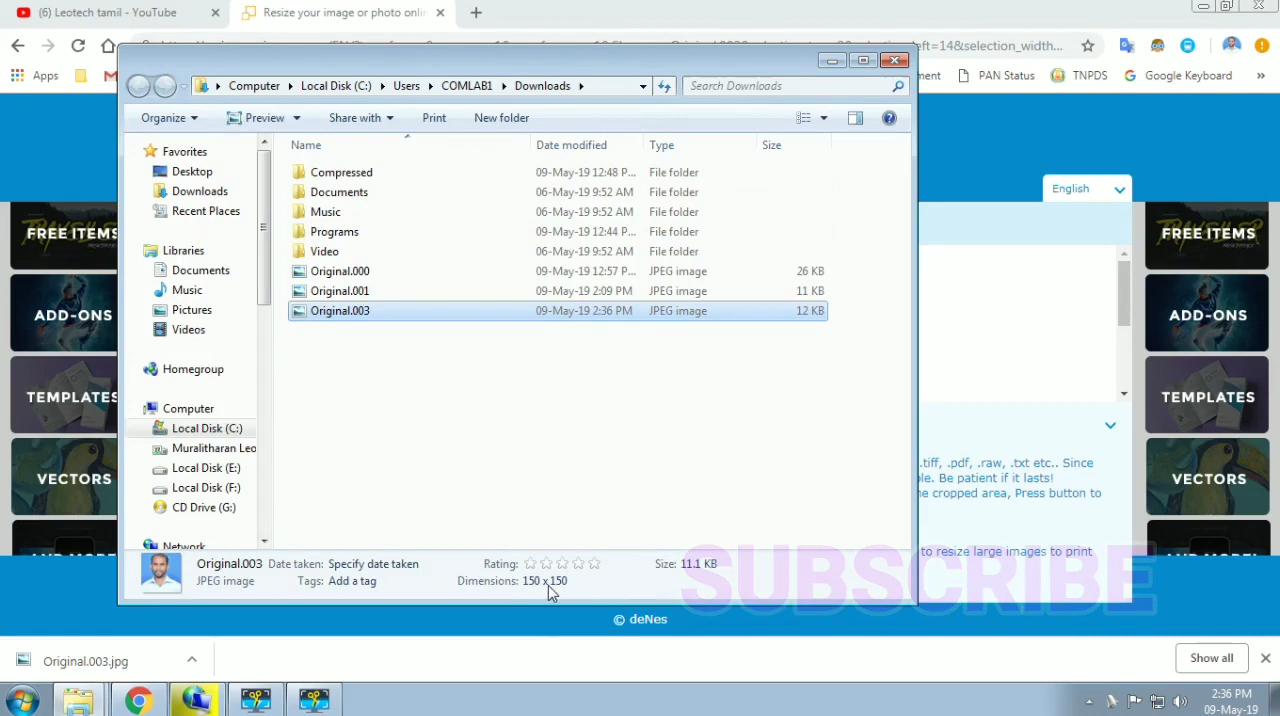 (6) Leotech tamil - YouTube
Resize your image or photo onli
left=14&selection_width...
Apps
ment
PAN Status
TNPDS
Google Keyboard
Computer
Local Disk (C:)
Users
COMLAB1
Downloads
Search Downloads
Organize
Preview
Share with
Print
New folder
English
Favorites
Desktop
Downloads
Recent Places
Libraries
Documents
Music
Pictures
Videos
Homegroup
Computer
Local Disk (C:)
Muralitharan Leo
Local Disk (E:)
Local Disk (F:)
CD Drive (G:)
Network
Name Date modified Type Size
Compressed 09-May-19 12:48 P... File folder
Documents 06-May-19 9:52 AM File folder
Music 06-May-19 9:52 AM File folder
Programs 09-May-19 12:44 P... File folder
Video 06-May-19 9:52 AM File folder
Original.000 09-May-19 12:57 P... JPEG image 26 KB
Original.001 09-May-19 2:09 PM JPEG image 11 KB
Original.003 09-May-19 2:36 PM JPEG image 12 KB
Original.003 Date taken: Specify date taken Rating: Size: 11.1 KB
JPEG image Tags: Add a tag Dimensions: 150 x 150
FREE ITEMS
ADD-ONS
TEMPLATES
VECTORS
FREE ITEMS
ADD-ONS
TEMPLATES
VECTORS
.tiff, .pdf, .raw, .txt etc.. Since
ple. Be patient if it lasts!
he cropped area, Press button to
to resize large images to print
SUBSCRIBE
© deNes
Original.003.jpg
Show all
2:36 PM
09-May-19